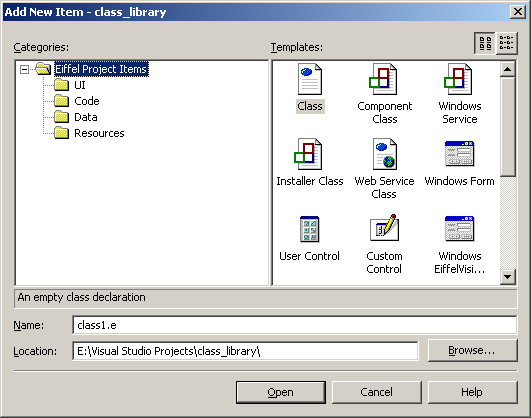 Add New Item - class_library
Categories:
Templates:
Eiffel Project Items
UI
Code
Data
Resources
Class
Component Class
Windows Service
Installer Class
Web Service Class
Windows Form
User Control
Custom Control
Windows EiffelVisi...
An empty class declaration
Name:
class1.e
Location:
E:\Visual Studio Projects\class_library\
Browse...
Open
Cancel
Help